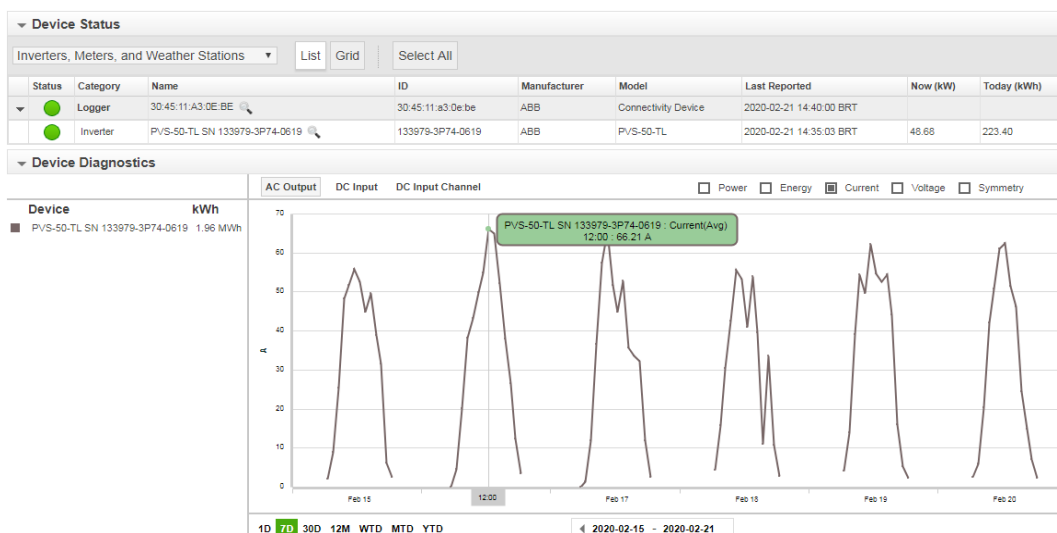 Device Status
Inverters, Meters, and Weather Stations List Grid Select All
Status Category Name ID Manufacturer Model Last Reported Now (kW) Today (kWh)
Logger 30:45:11:A3:0E:BE 30:45:11:a3:0e:be ABB Connectivity Device 2020-02-21 14:40:00 BRT
Inverter PVS-50-TL SN 133979-3P74-0619 133979-3P74-0619 ABB PVS-50-TL 2020-02-21 14:35:03 BRT 48.68 223.40
Device Diagnostics
AC Output DC Input DC Input Channel Power Energy Current Voltage Symmetry
Device kWh
PVS-50-TL SN 133979-3P74-0619 1.96 MWh
70
PVS-50-TL SN 133979-3P74-0619 : Current(Avg)
12:00 : 66.21 A
60
50
40
A
30
20
10
0
Feb 15 12:00 Feb 17 Feb 18 Feb 19 Feb 20
1D 7D 30D 12M WTD MTD YTD 2020-02-15 - 2020-02-21